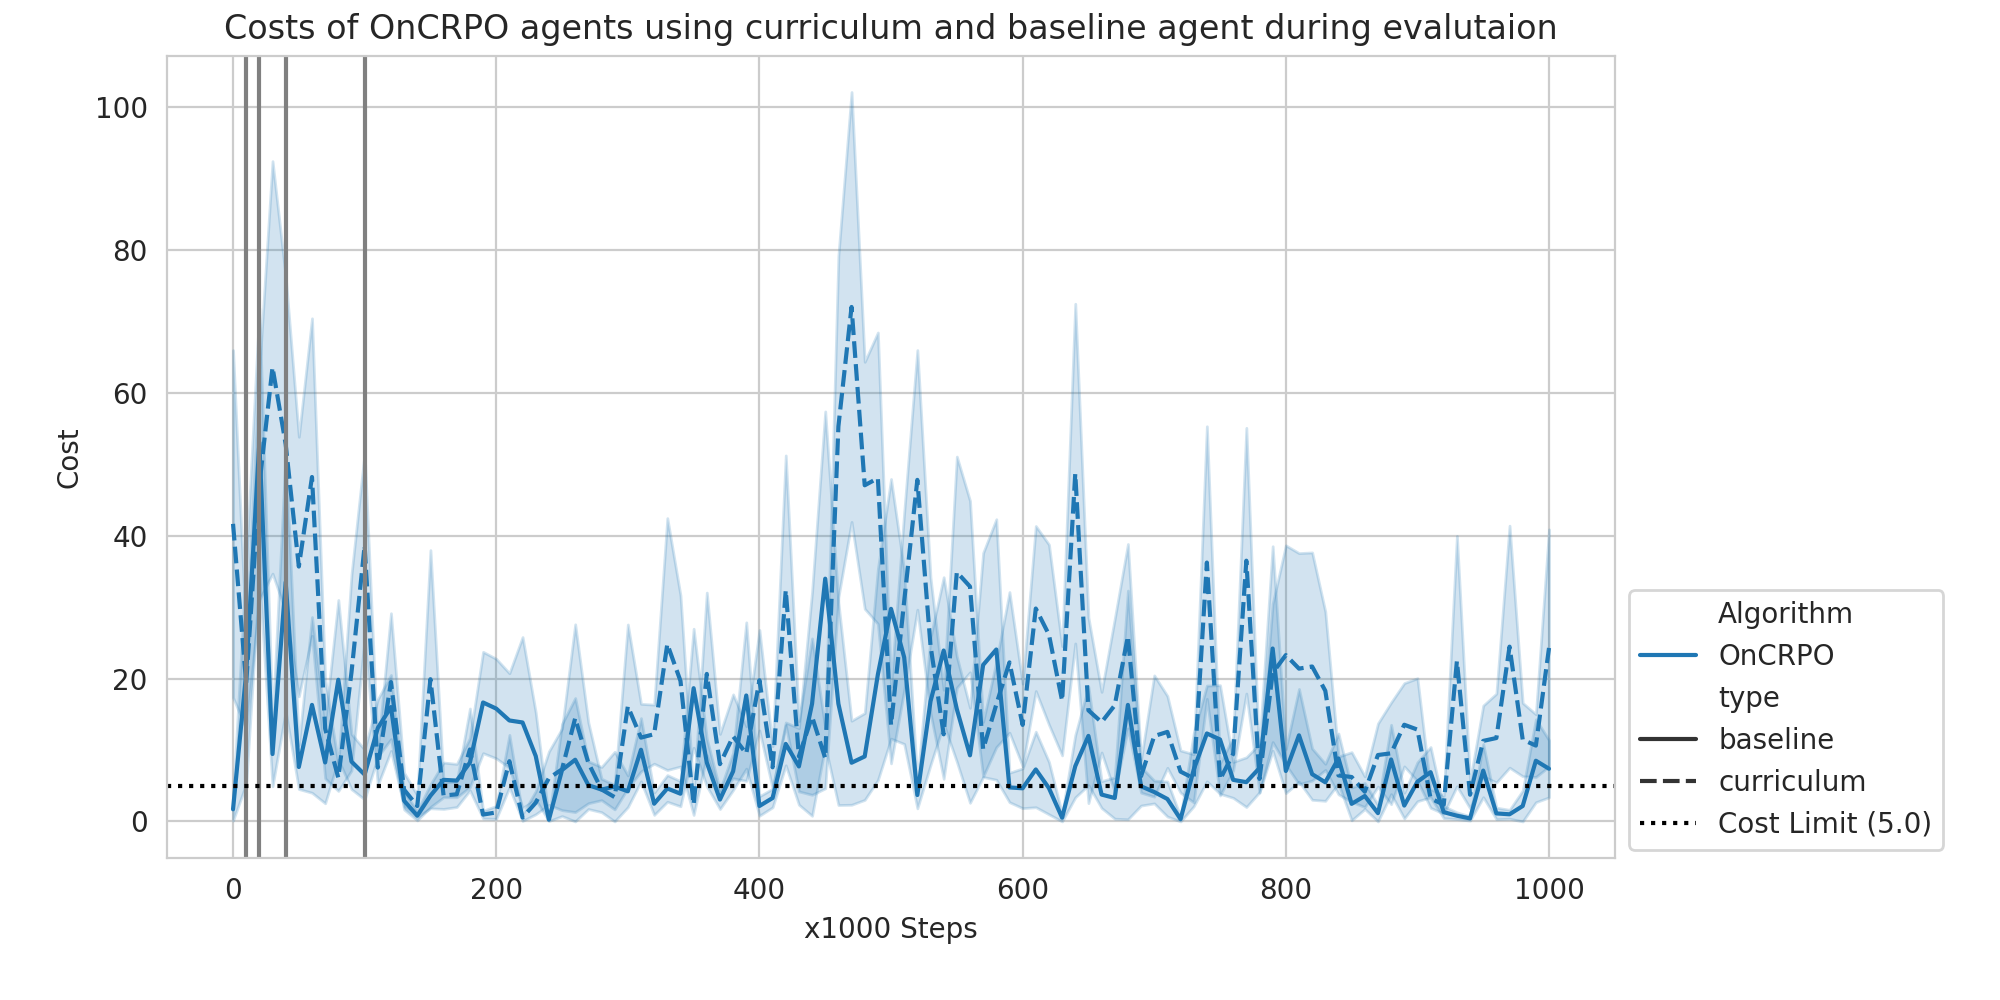 Costs of OnCRPO agents using curriculum and baseline agent during evalutaion
100
80
60
40
20
0
Cost
0 200 400 600 800 1000
x1000 Steps
Algorithm
OnCRPO
type
baseline
curriculum
Cost Limit (5.0)